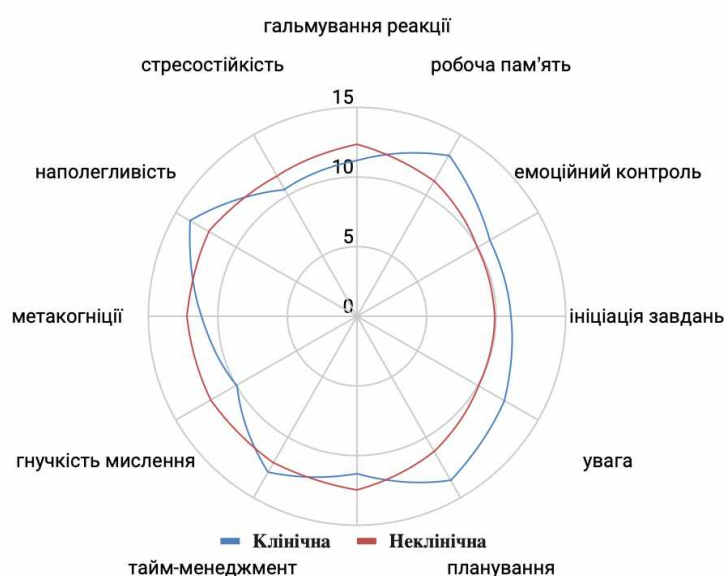 гальмування реакції
стресостійкість
робоча пам'ять
15
наполегливість
10
емоційний контроль
5
метакогніції
0
ініціація завдань
гнучкість мислення
увага
Клінічна
Неклінічна
тайм-менеджмент
планування